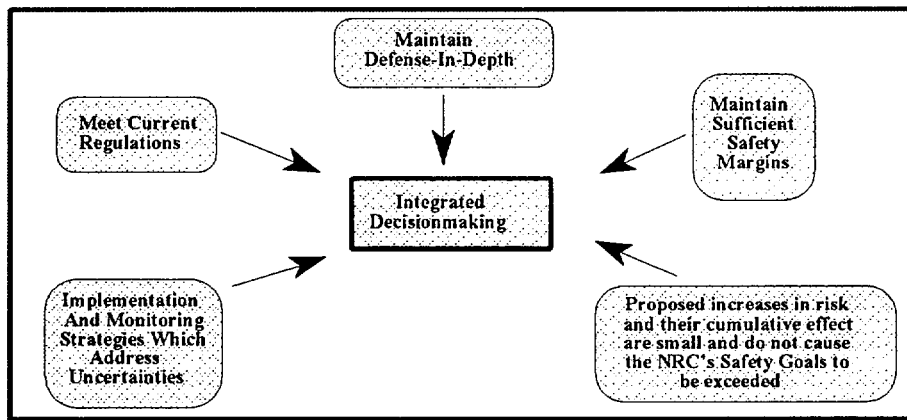 Maintain
Defense-In-Depth
Meet Current
Regulations
Maintain
Sufficient
Safety
Margins
Integrated
Decisionmaking
Implementation
And Monitoring
Strategies Which
Address
Uncertainties
Proposed increases in risk
and their cumulative effect
are small and do not cause
the NRC's Safety Goals to
be exceeded